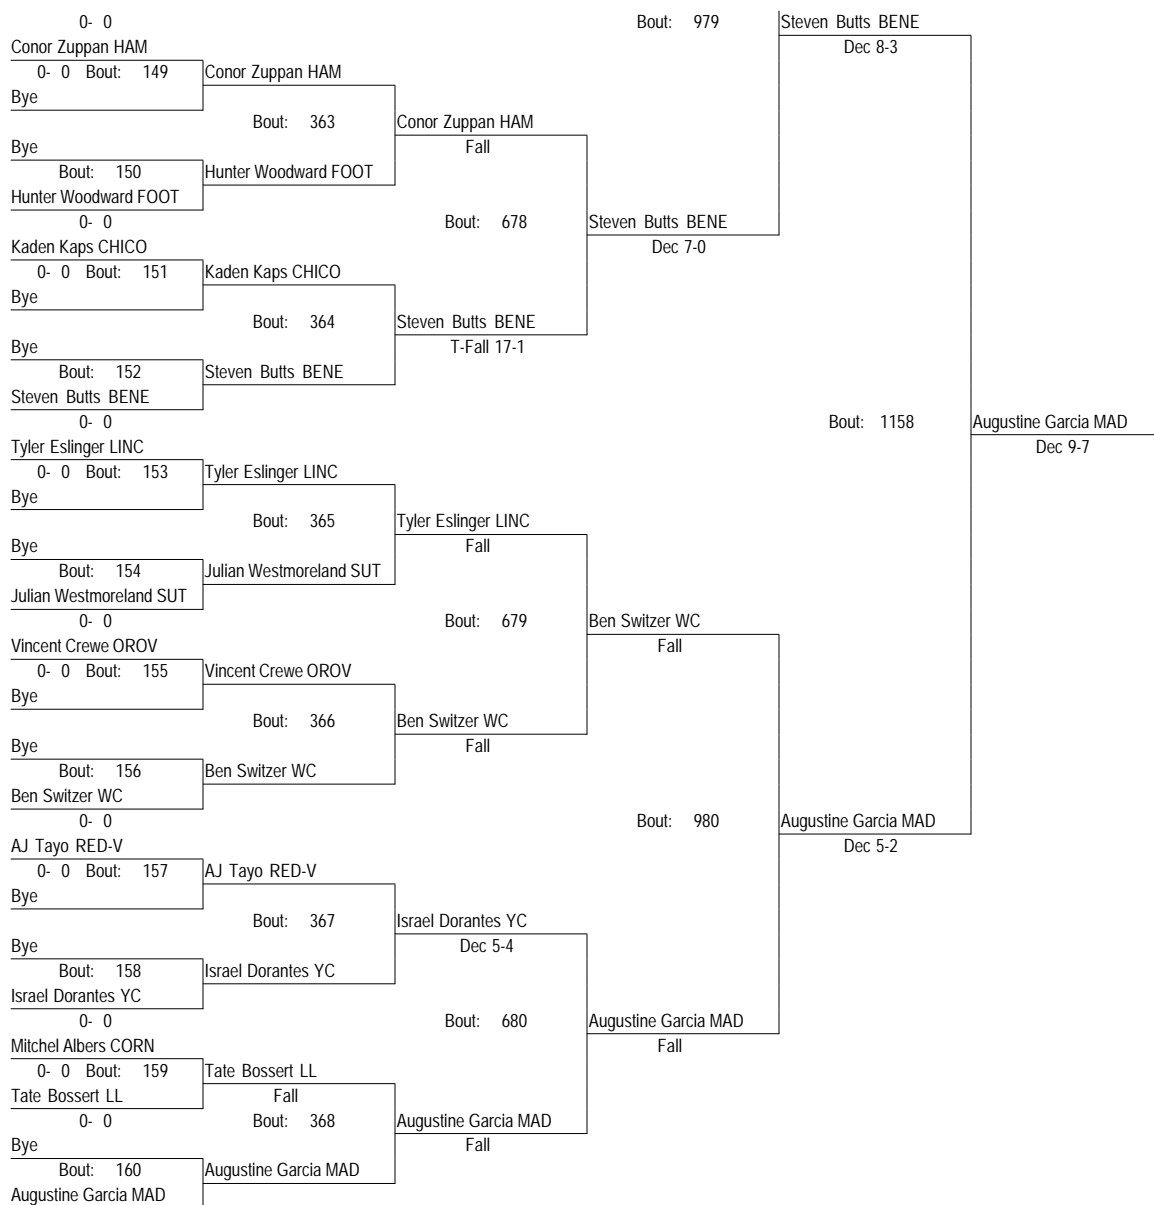 0- 0 Bout: 979 Steven Butts BENE
Conor Zuppan HAM Dec 8-3
0- 0 Bout: 149 Conor Zuppan HAM
Bye
Bout: 363 Conor Zuppan HAM
Bye Fall
Bout: 150 Hunter Woodward FOOT
Hunter Woodward FOOT
0- 0 Bout: 678 Steven Butts BENE
Kaden Kaps CHICO Dec 7-0
0- 0 Bout: 151 Kaden Kaps CHICO
Bye
Bout: 364 Steven Butts BENE
Bye T-Fall 17-1
Bout: 152 Steven Butts BENE
Steven Butts BENE
0- 0 Bout: 1158 Augustine Garcia MAD
Tyler Eslinger LINC Dec 9-7
0- 0 Bout: 153 Tyler Eslinger LINC
Bye
Bout: 365 Tyler Eslinger LINC
Bye Fall
Bout: 154 Julian Westmoreland SUT
Julian Westmoreland SUT
0- 0 Bout: 679 Ben Switzer WC
Vincent Crewe OROV Fall
0- 0 Bout: 155 Vincent Crewe OROV
Bye
Bout: 366 Ben Switzer WC
Bye Fall
Bout: 156 Ben Switzer WC
Ben Switzer WC
0- 0 Bout: 980 Augustine Garcia MAD
AJ Tayo RED-V Dec 5-2
0- 0 Bout: 157 AJ Tayo RED-V
Bye
Bout: 367 Israel Dorantes YC
Bye Dec 5-4
Bout: 158 Israel Dorantes YC
Israel Dorantes YC
0- 0 Bout: 680 Augustine Garcia MAD
Mitchel Albers CORN Fall
0- 0 Bout: 159 Tate Bossert LL
Tate Bossert LL Fall
0- 0 Bout: 368 Augustine Garcia MAD
Bye Fall
Bout: 160 Augustine Garcia MAD
Augustine Garcia MAD